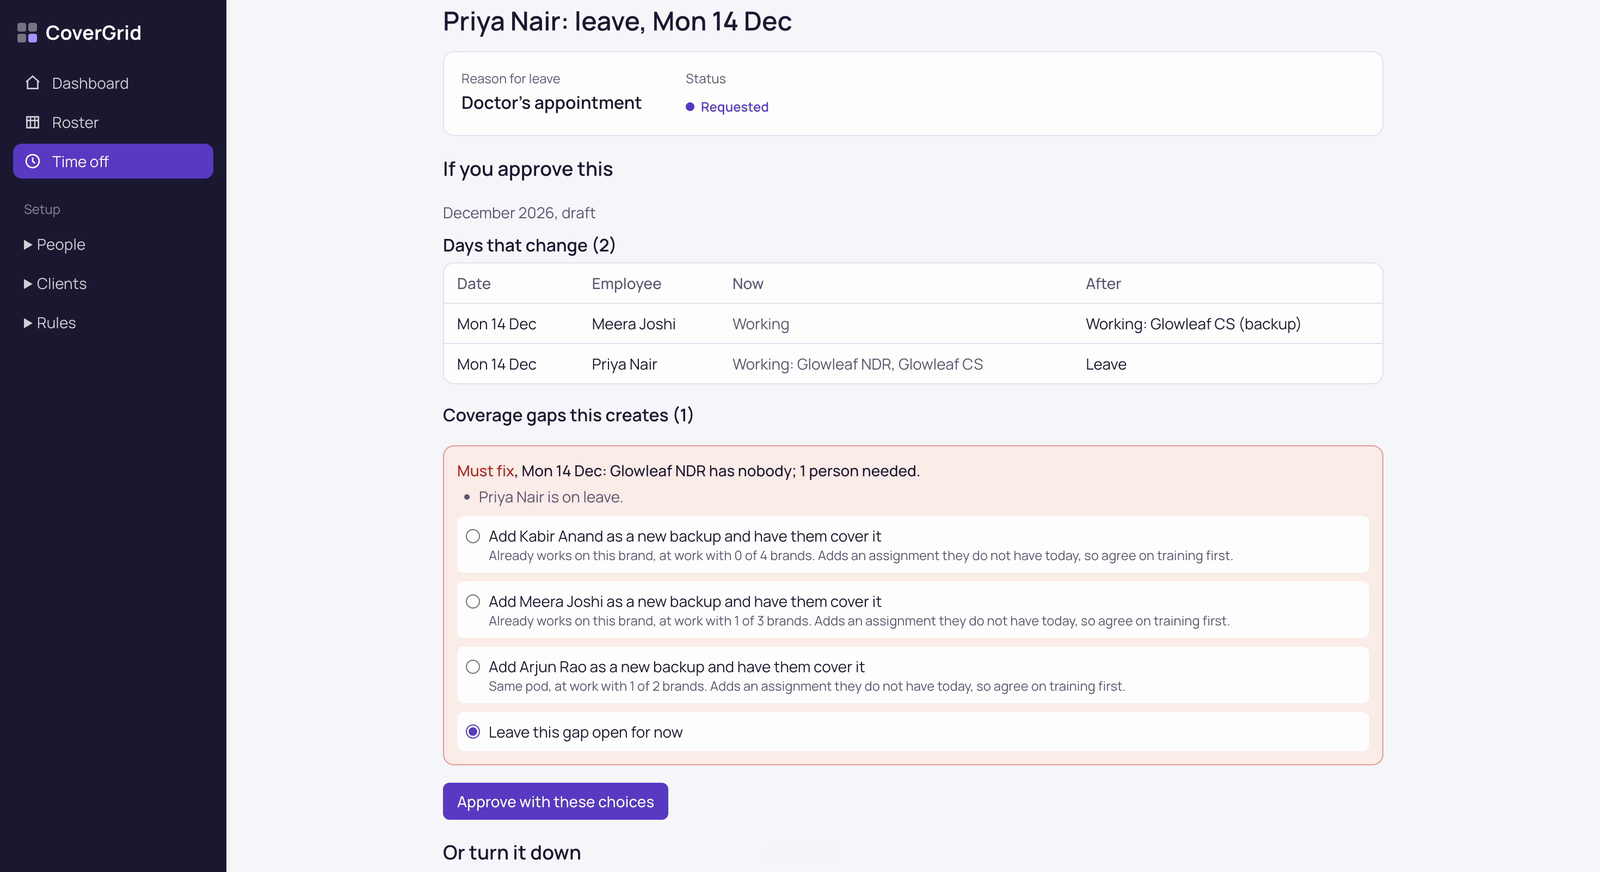 CoverGrid
Dashboard
Roster
Time off
Setup
People
Clients
Rules
Priya Nair: leave, Mon 14 Dec
Reason for leave
Doctor's appointment
Status
Requested
If you approve this
December 2026, draft
Days that change (2)
Date Employee Now After
Mon 14 Dec Meera Joshi Working Working: Glowleaf CS (backup)
Mon 14 Dec Priya Nair Working: Glowleaf NDR, Glowleaf CS Leave
Coverage gaps this creates (1)
Must fix, Mon 14 Dec: Glowleaf NDR has nobody; 1 person needed.
Priya Nair is on leave.
Add Kabir Anand as a new backup and have them cover it
Already works on this brand, at work with 0 of 4 brands. Adds an assignment they do not have today, so agree on training first.
Add Meera Joshi as a new backup and have them cover it
Already works on this brand, at work with 1 of 3 brands. Adds an assignment they do not have today, so agree on training first.
Add Arjun Rao as a new backup and have them cover it
Same pod, at work with 1 of 2 brands. Adds an assignment they do not have today, so agree on training first.
Leave this gap open for now
Approve with these choices
Or turn it down